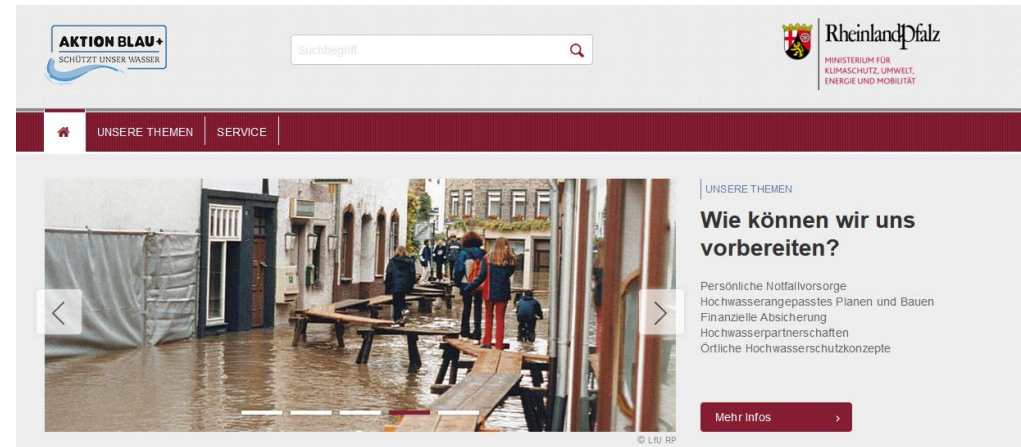 AKTION BLAU+
SCHÜTZT UNSER WASSER
Suchbegriff
RheinlandPfalz
MINISTERIUM FÜR
KLIMASCHUTZ, UMWELT,
ENERGIE UND MOBILITÄT
UNSERE THEMEN
SERVICE
UNSERE THEMEN
Wie können wir uns
vorbereiten?
Persönliche Notfallvorsorge
Hochwasserangepasstes Planen und Bauen
Finanzielle Absicherung
Hochwasserpartnerschaften
Örtliche Hochwasserschutzkonzepte
Mehr Infos
© LfU RP